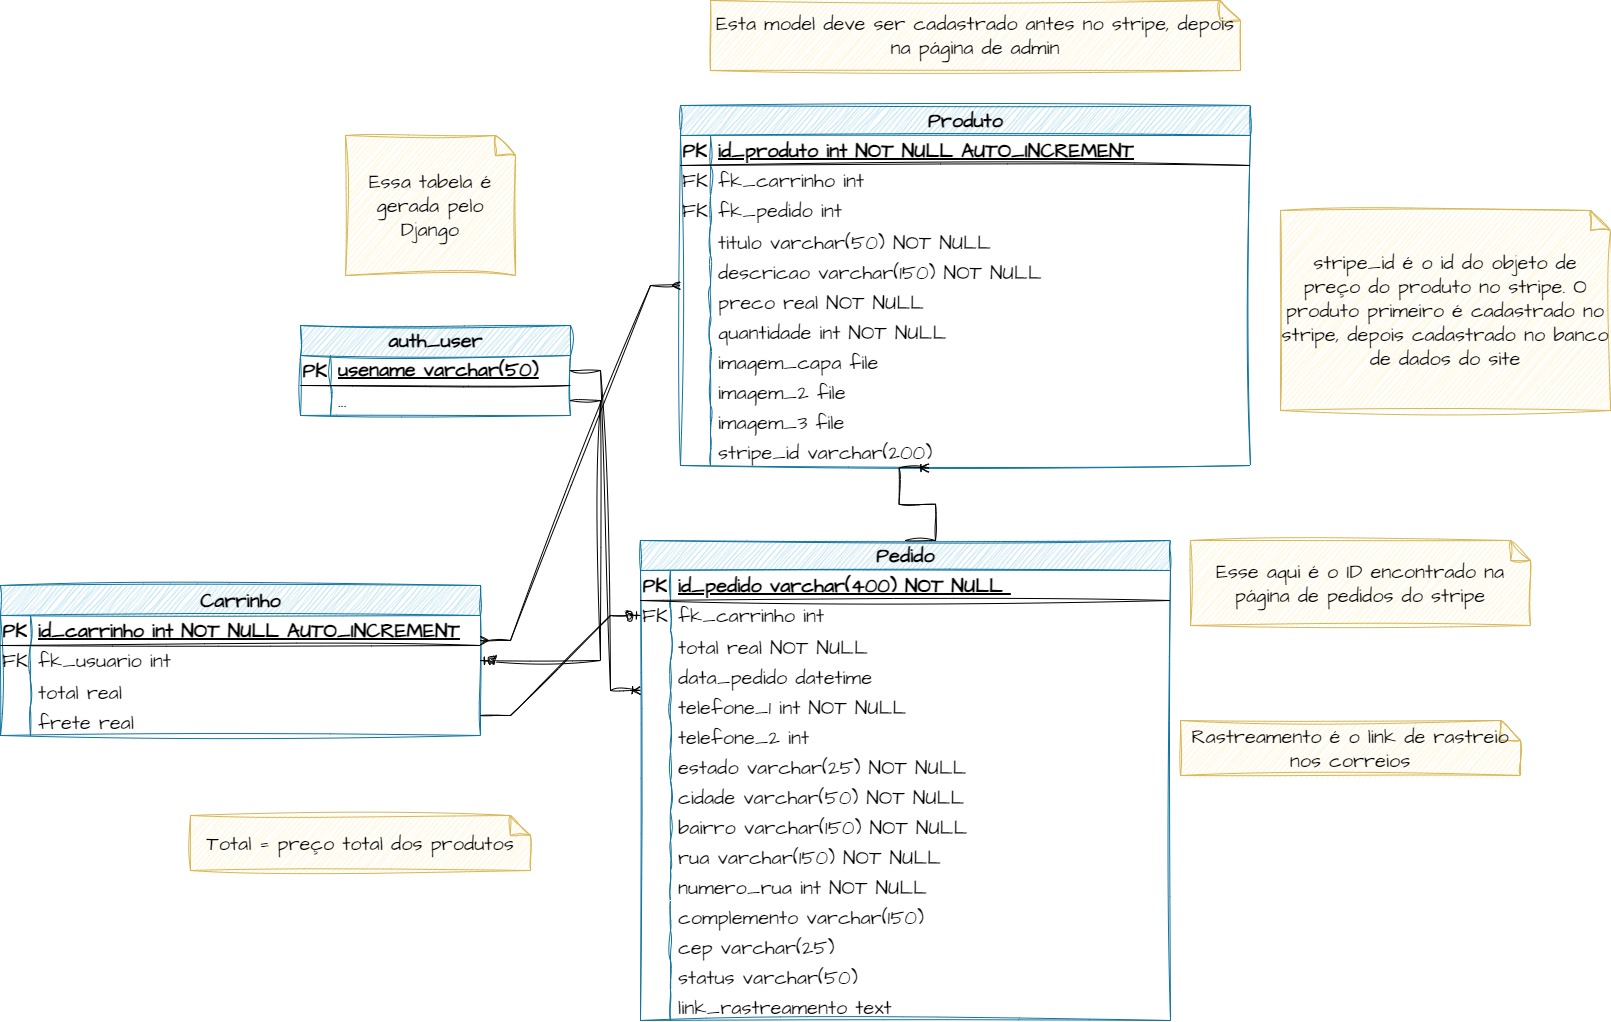 Esta model deve ser cadastrado antes no stripe, depois
na página de admin
Produto
PK id_produto int NOT NULL AUTO_INCREMENT
FK fk_carrinho int
FK fk_pedido int
titulo varchar(50) NOT NULL
descricao varchar(150) NOT NULL
preco real NOT NULL
quantidade int NOT NULL
imagem_capa file
imagem_2 file
imagem_3 file
stripe_id varchar(200)
Essa tabela é
gerada pelo
Django
stripe_id é o id do objeto de
preço do produto no stripe. O
produto primeiro é cadastrado no
stripe, depois cadastrado no banco
de dados do site
auth_user
PK usename varchar(50)
...
Carrinho
PK id_carrinho int NOT NULL AUTO_INCREMENT
FK fk_usuario int
total real
frete real
Pedido
PK id_pedido varchar(400) NOT NULL
FK fk_carrinho int
total real NOT NULL
data_pedido datetime
telefone_1 int NOT NULL
telefone_2 int
estado varchar(25) NOT NULL
cidade varchar(50) NOT NULL
bairro varchar(150) NOT NULL
rua varchar(150) NOT NULL
numero_rua int NOT NULL
complemento varchar(150)
cep varchar(25)
status varchar(50)
link_rastreamento text
Esse aqui é o ID encontrado na
página de pedidos do stripe
Rastreamento é o link de rastreio
nos correios
Total = preço total dos produtos